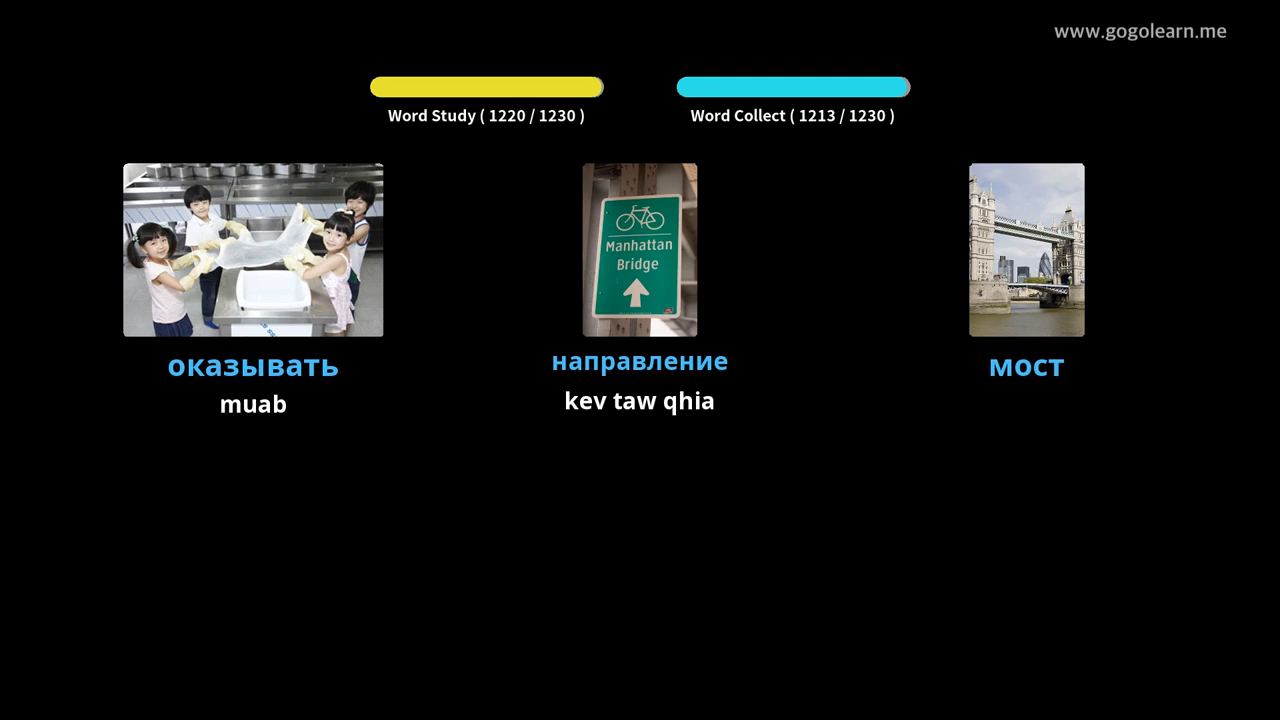 www.gogolearn.me
Word Study ( 1220 / 1230 )
Word Collect ( 1213 / 1230 )
Manhattan
Bridge
оказывать
направление
мост
muab
kev taw qhia